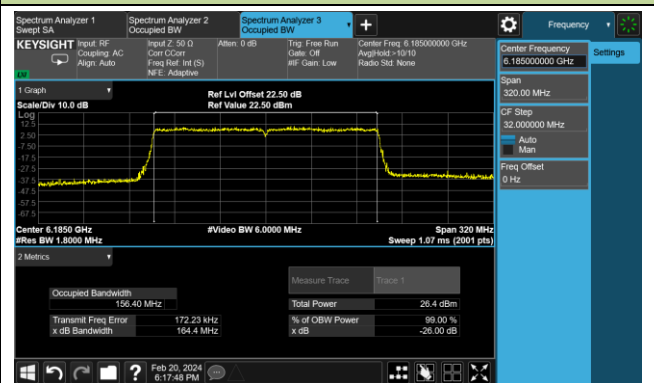 Spectrum Analyzer 1
Swept SA
Spectrum Analyzer 2
Occupied BW
Spectrum Analyzer 3
Occupied BW
Frequency
KEYSIGHT
Input: RF
Coupling: AC
Align: Auto
Input Z: 50 Ω
Corr CCorr
Freq Ref: Int (S)
NFE: Adaptive
Atten: 0 dB
Trig: Free Run
Gate: Off
#IF Gain: Low
Center Freq: 6.185000000 GHz
Avg|Hold:>10/10
Radio Std: None
Center Frequency
6.185000000 GHz
Settings
Span
320.00 MHz
CF Step
32.000000 MHz
Auto
Man
Freq Offset
0 Hz
1 Graph
Scale/Div 10.0 dB
Ref Lvl Offset 22.50 dB
Ref Value 22.50 dBm
Log
12.5
2.50
-7.50
-17.5
-27.5
-37.5
-47.5
-57.5
-67.5
Center 6.1850 GHz
#Res BW 1.8000 MHz
#Video BW 6.0000 MHz
Span 320 MHz
Sweep 1.07 ms (2001 pts)
2 Metrics
Measure Trace
Trace 1
Occupied Bandwidth
156.40 MHz
Total Power
26.4 dBm
Transmit Freq Error
172.23 kHz
% of OBW Power
99.00 %
x dB Bandwidth
164.4 MHz
x dB
-26.00 dB
Feb 20, 2024
6:17:48 PM